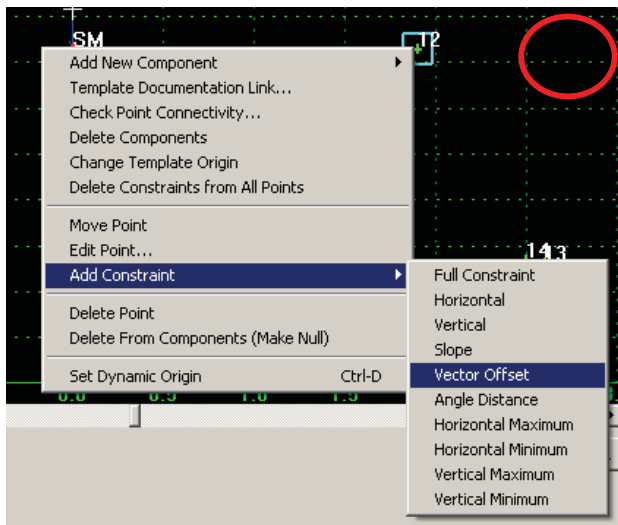 SM
T2
Add New Component
Template Documentation Link...
Check Point Connectivity...
Delete Components
Change Template Origin
Delete Constraints from All Points
Move Point
Edit Point...
Add Constraint
Delete Point
Delete From Components (Make Null)
Set Dynamic Origin Ctrl-D
Full Constraint
Horizontal
Vertical
Slope
Vector Offset
Angle Distance
Horizontal Maximum
Horizontal Minimum
Vertical Maximum
Vertical Minimum